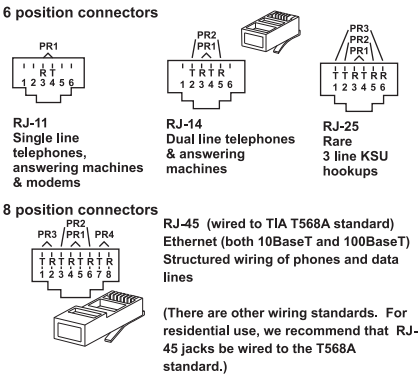 6 position connectors
PR1
R T
1 2 3 4 5 6
RJ-11
Single line
telephones,
answering machines
& modems
PR2
PR1
T R T R
1 2 3 4 5 6
RJ-14
Dual line telephones
& answering
machines
PR3
PR2
PR1
T T R T R R
1 2 3 4 5 6
RJ-25
Rare
3 line KSU
hookups
8 position connectors
PR2
PR3 PR1 PR4
T R T R T R T R
1 2 3 4 5 6 7 8
RJ-45 (wired to TIA T568A standard)
Ethernet (both 10BaseT and 100BaseT)
Structured wiring of phones and data
lines
(There are other wiring standards. For
residential use, we recommend that RJ-
45 jacks be wired to the T568A
standard.)